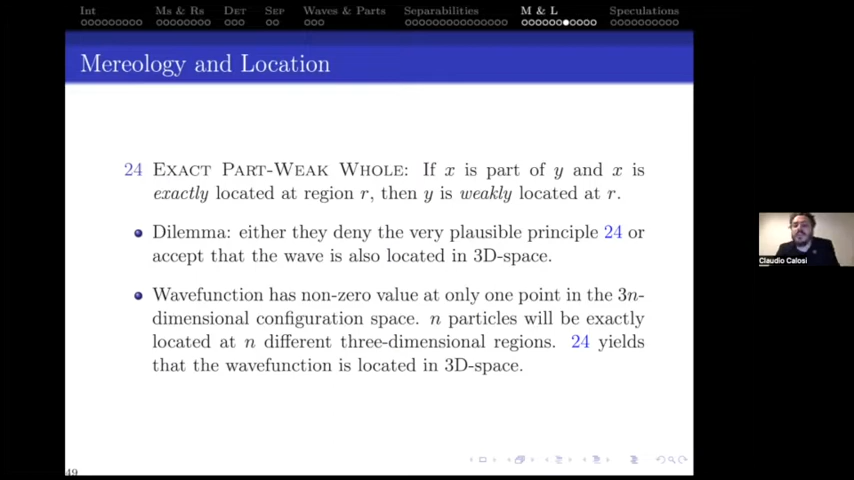 Int Ms & Rs Det Sep Waves & Parts Separabilities M & L Speculations
Mereology and Location
24 Exact Part-Weak Whole: If x is part of y and x is
exactly located at region r, then y is weakly located at r.
Dilemma: either they deny the very plausible principle 24 or
accept that the wave is also located in 3D-space.
Wavefunction has non-zero value at only one point in the 3n-
dimensional configuration space. n particles will be exactly
located at n different three-dimensional regions. 24 yields
that the wavefunction is located in 3D-space.
Claudio Calosi
49